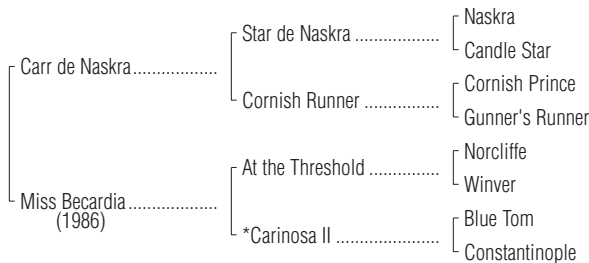 Naskra
Star de Naskra ..................
Candle Star
Carr de Naskra..................
Cornish Prince
Cornish Runner ................
Gunner's Runner
Norcliffe
At the Threshold ...............
Winver
Miss Becardia...................
(1986)
Blue Tom
*Carinosa II ......................
Constantinople